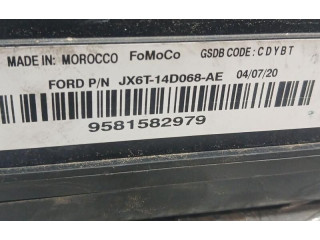 MADE IN: MOROCCO FoMoCo GSDB CODE: CDYBT
FORD P/N JX6T-14D068-AE 04/07/20
9581582979